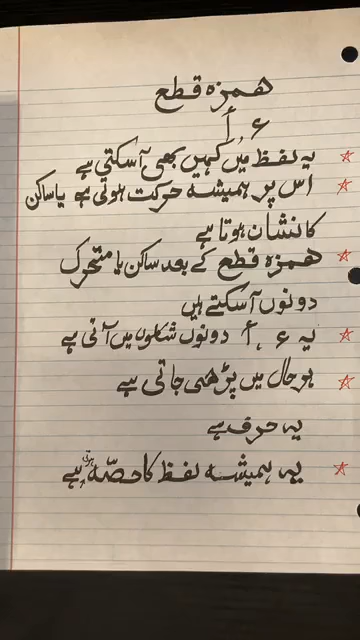 ھمزہ قطع
ء ، أ
یہ لفظ میں کہیں بھی آسکتی ہے
اس پر ہمیشہ حرکت ہوتی ہے یا ساکن
کا نشان ہوتا ہے
ھمزہ قطع کے بعد ساکن یا متحرک
دونوں آسکتے ہیں
یہ ء ، أ دونوں شکلوں میں آتی ہے
ہر حال میں پڑھی جاتی ہے
یہ حرف ہے
یہ ہمیشہ لفظ کا حصّہ ہوتی ہے